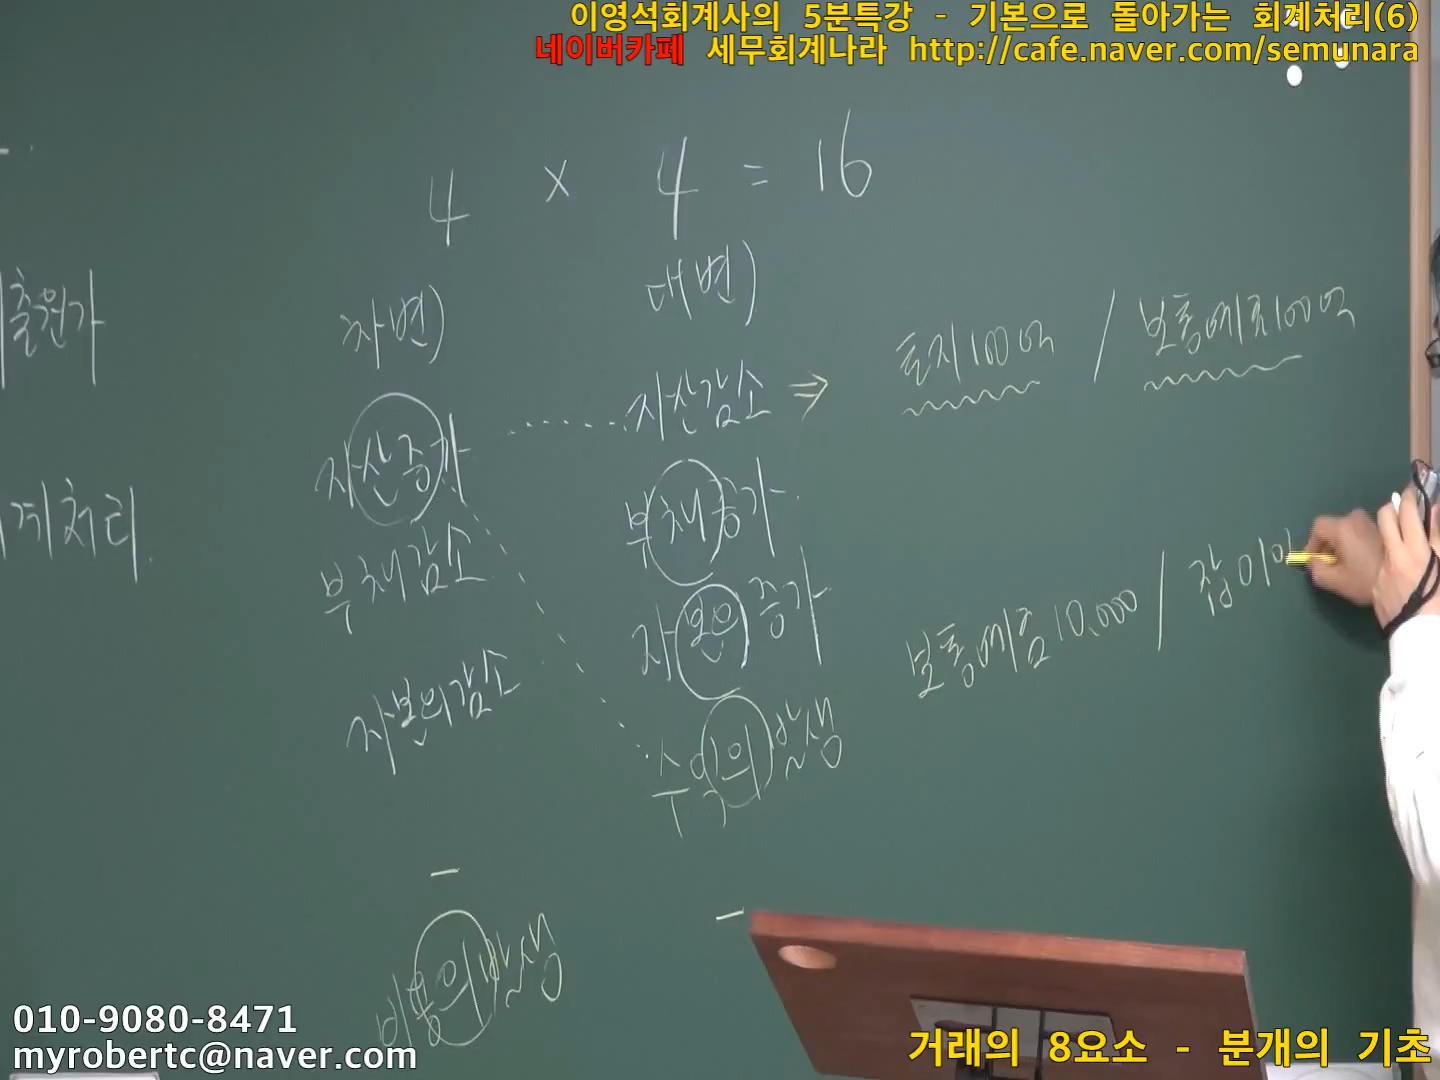 이영석회계사의 5분특강 - 기본으로 돌아가는 회계처리(6)
네이버카페 세무회계나라 http://cafe.naver.com/semunara
4 × 4 = 16
차변) 대변)
출원가
자산증가 ········ 자산감소 ⇒ 토지100억 / 보통예금100억
부채감소 부채증가
계처리
자본의감소 자본증가 보통예금10,000 / 잡이익
수익의발생
비용의발생
010-9080-8471
myrobertc@naver.com
거래의 8요소 - 분개의 기초